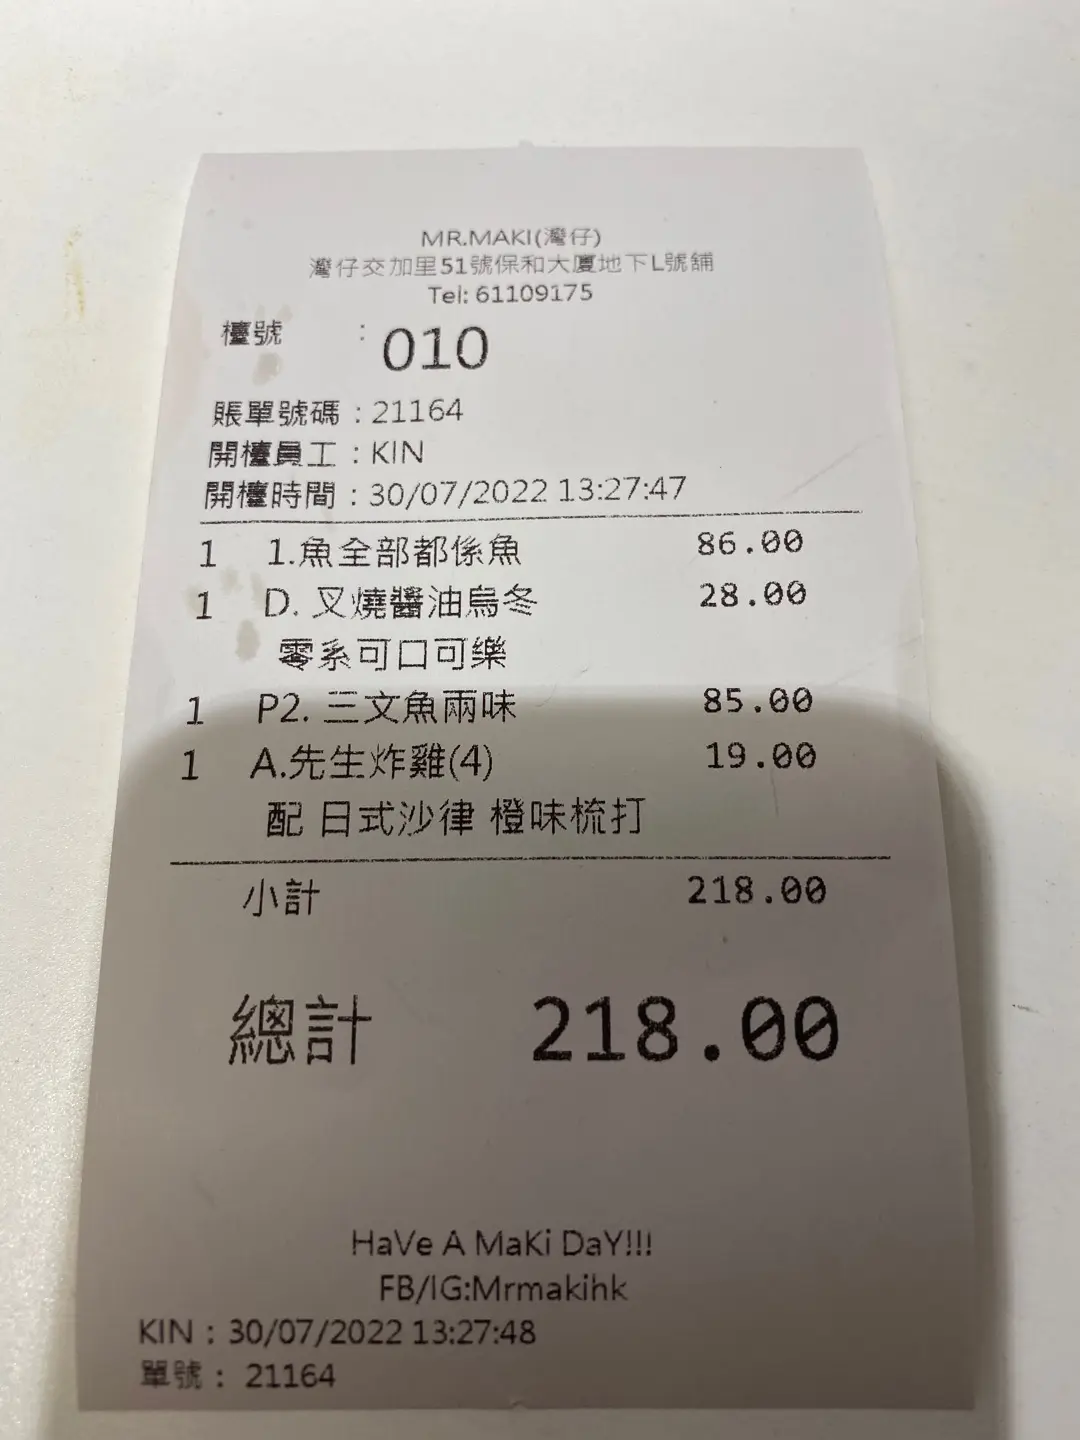 MR.MAKI(灣仔)
灣仔交加里51號保和大廈地下L號舖
Tel: 61109175
檯號 : 010
賬單號碼 : 21164
開檯員工 : KIN
開檯時間 : 30/07/2022 13:27:47
1 1.魚全部都係魚 86.00
1 D. 叉燒醬油烏冬 28.00
零系可口可樂
1 P2. 三文魚兩味 85.00
1 A.先生炸雞(4) 19.00
配 日式沙律 橙味梳打
小計 218.00
總計 218.00
HaVe A MaKi DaY!!!
FB/IG:Mrmakihk
KIN : 30/07/2022 13:27:48
單號 : 21164